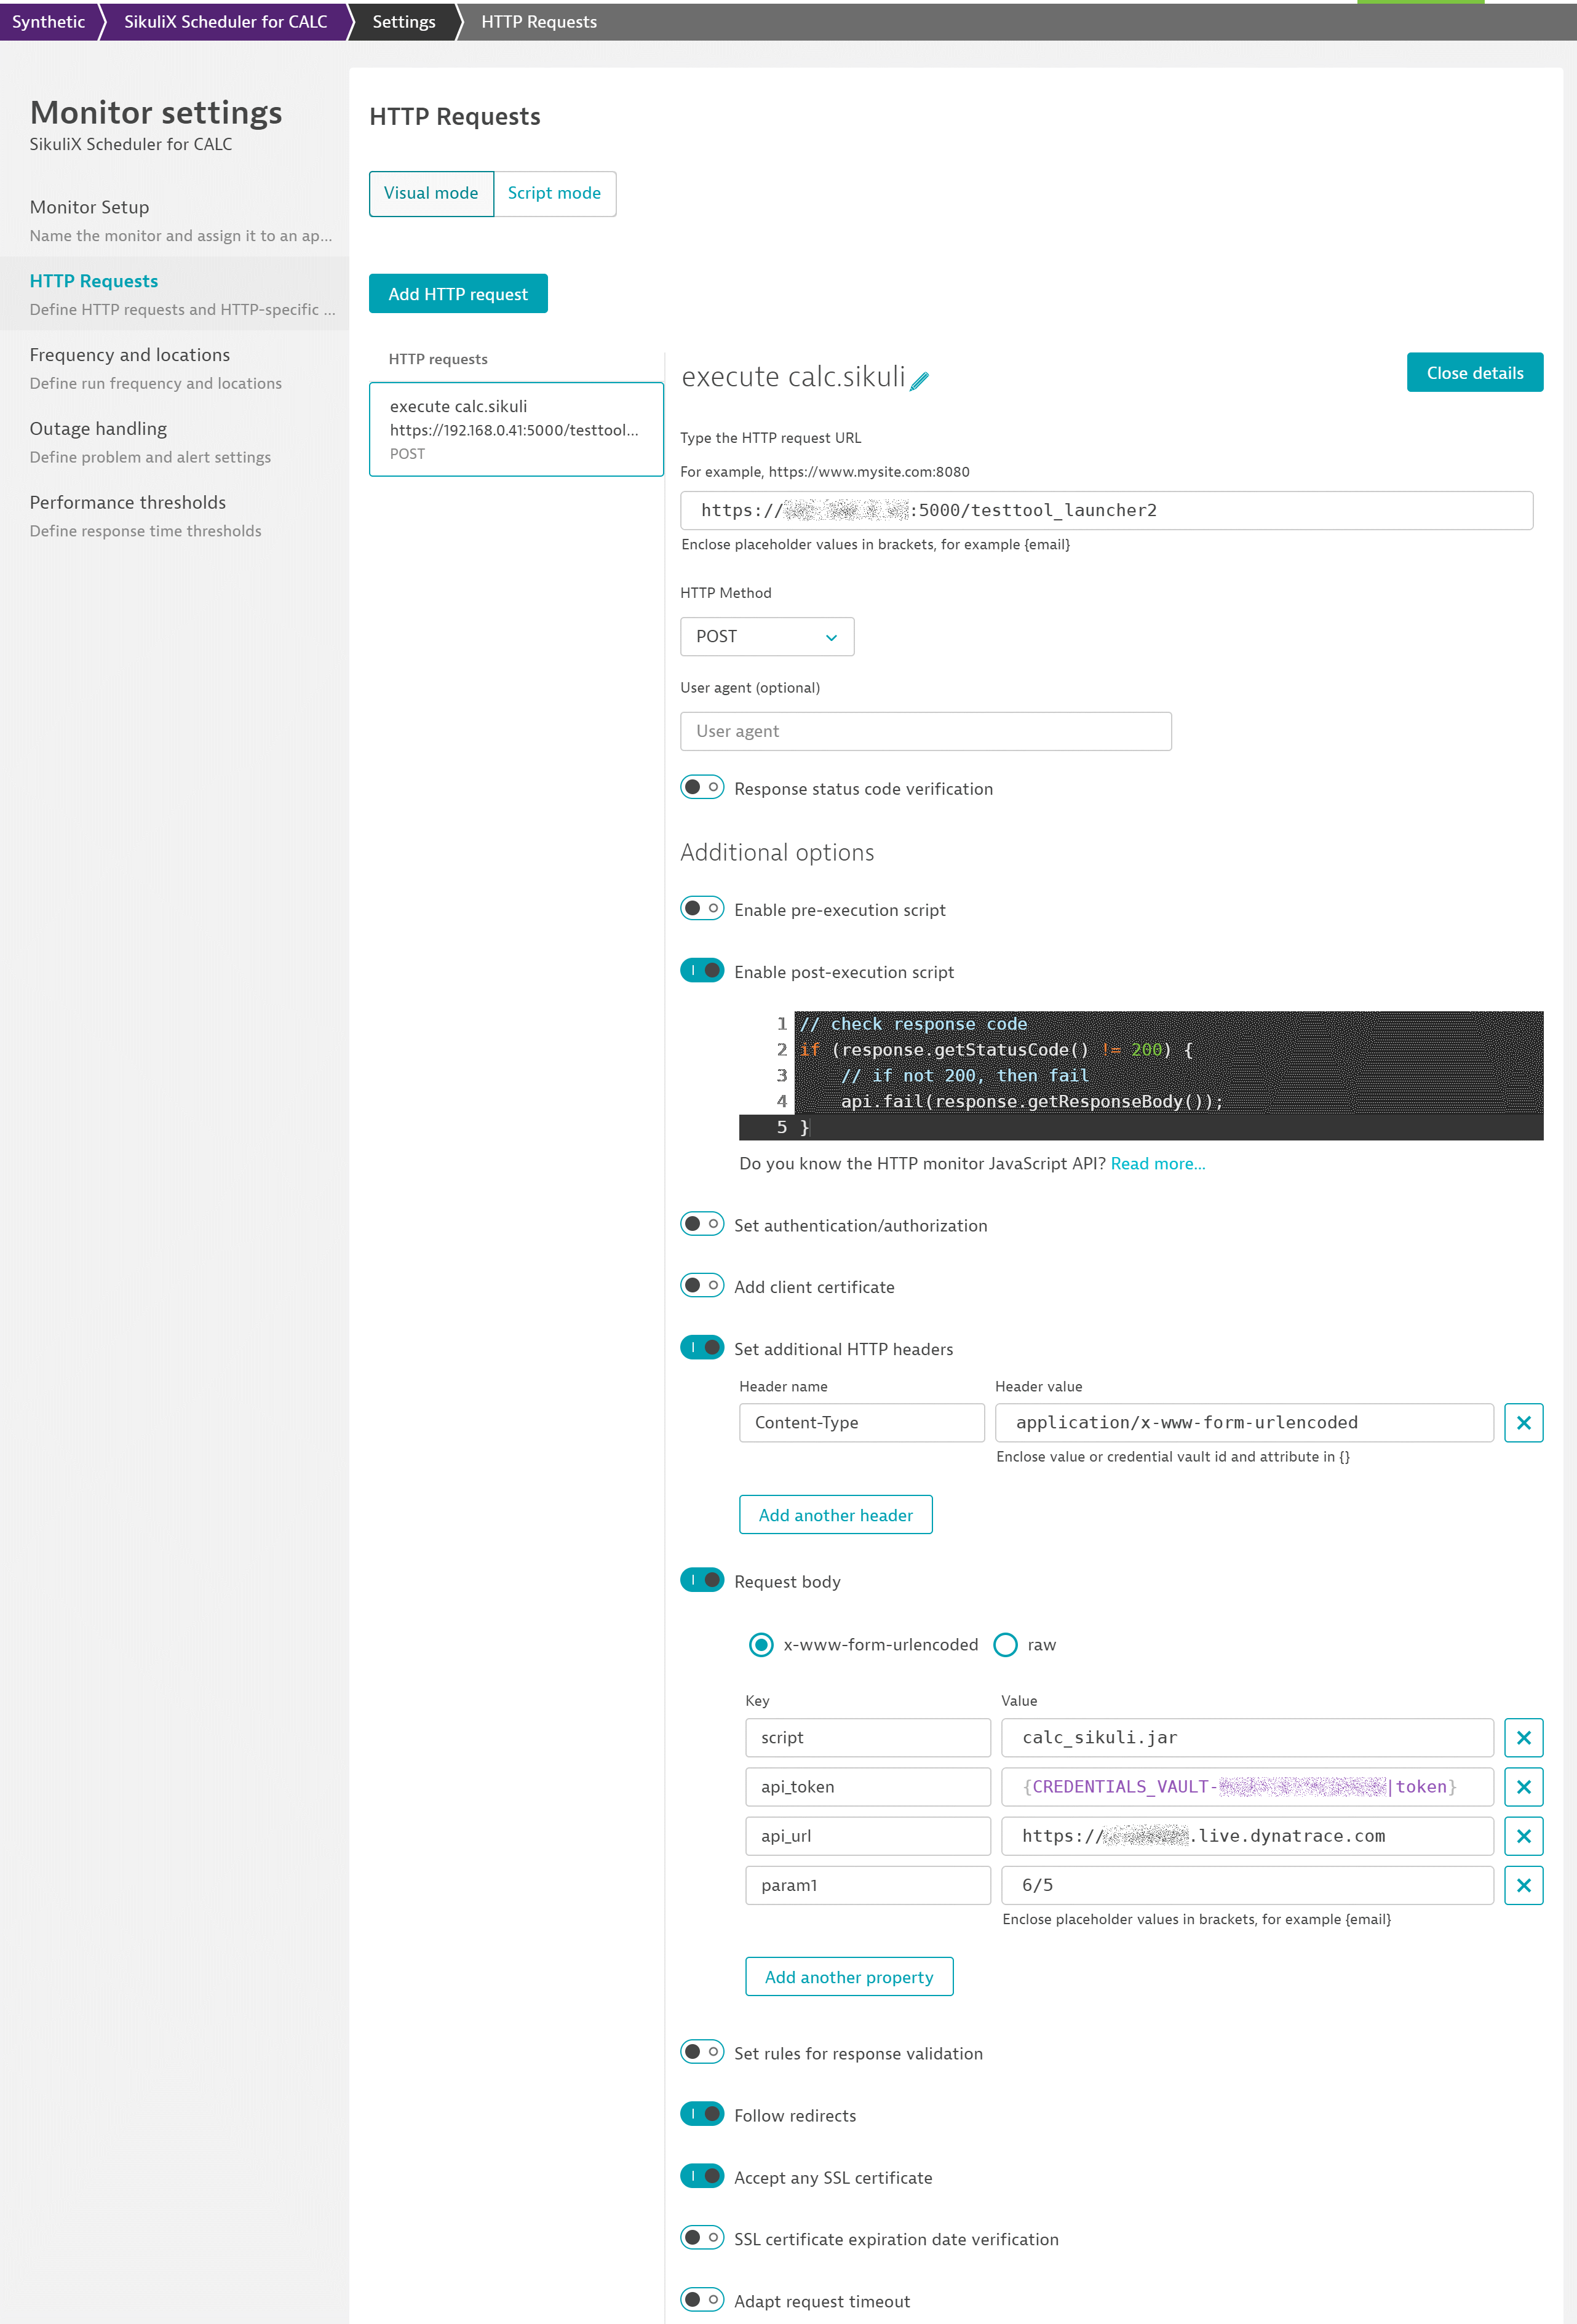 Synthetic SikuliX Scheduler for CALC Settings HTTP Requests
Monitor settings
SikuliX Scheduler for CALC
Monitor Setup
Name the monitor and assign it to an ap...
HTTP Requests
Define HTTP requests and HTTP-specific ...
Frequency and locations
Define run frequency and locations
Outage handling
Define problem and alert settings
Performance thresholds
Define response time thresholds
HTTP Requests
Visual mode Script mode
Add HTTP request
HTTP requests
execute calc.sikuli
https://192.168.0.41:5000/testtool...
POST
execute calc.sikuli
Close details
Type the HTTP request URL
For example, https://www.mysite.com:8080
https:// :5000/testtool_launcher2
Enclose placeholder values in brackets, for example {email}
HTTP Method
POST
User agent (optional)
User agent
Response status code verification
Additional options
Enable pre-execution script
Enable post-execution script
1 // check response code
2 if (response.getStatusCode() != 200) {
3 // if not 200, then fail
4 api.fail(response.getResponseBody());
5 }
Do you know the HTTP monitor JavaScript API? Read more...
Set authentication/authorization
Add client certificate
Set additional HTTP headers
Header name Header value
Content-Type application/x-www-form-urlencoded
Enclose value or credential vault id and attribute in {}
Add another header
Request body
x-www-form-urlencoded raw
Key Value
script calc_sikuli.jar
api_token {CREDENTIALS_VAULT- |token}
api_url https:// .live.dynatrace.com
param1 6/5
Enclose placeholder values in brackets, for example {email}
Add another property
Set rules for response validation
Follow redirects
Accept any SSL certificate
SSL certificate expiration date verification
Adapt request timeout